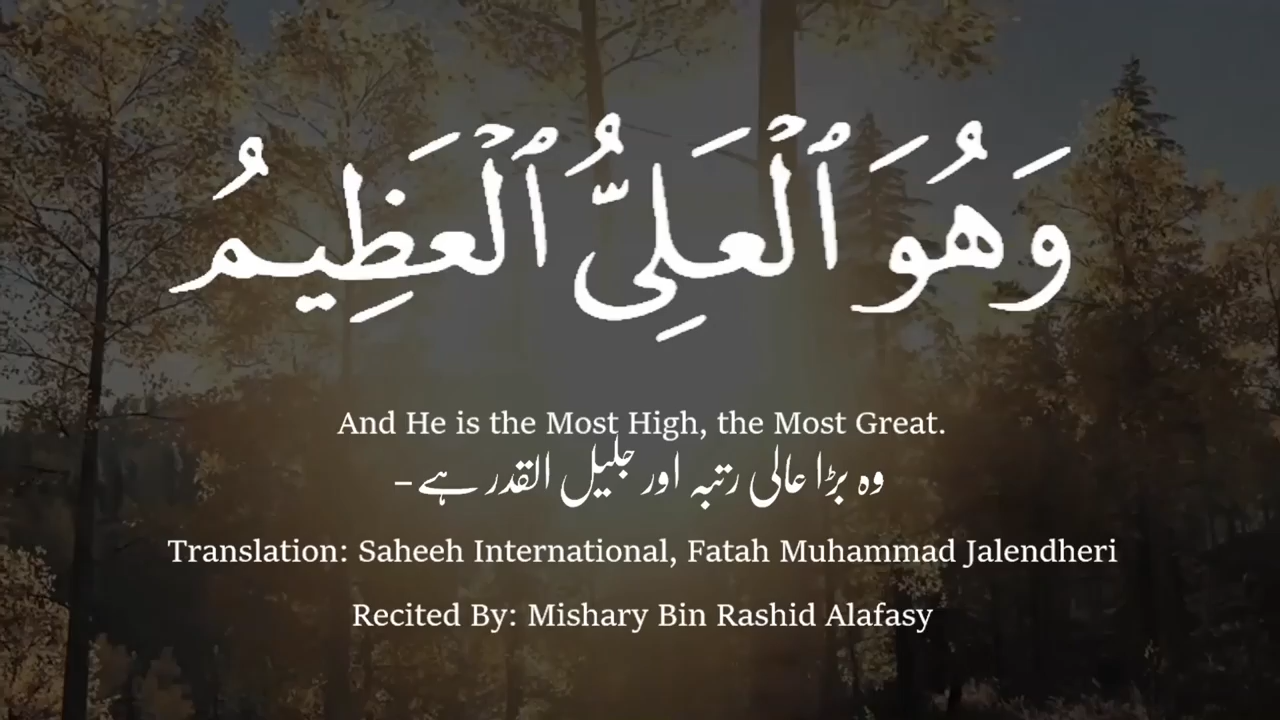 وَهُوَ ٱلْعَلِىُّ ٱلْعَظِيمُ
And He is the Most High, the Most Great.
وہ بڑا عالی رتبہ اور جلیل القدر ہے–
Translation: Saheeh International, Fatah Muhammad Jalendheri
Recited By: Mishary Bin Rashid Alafasy